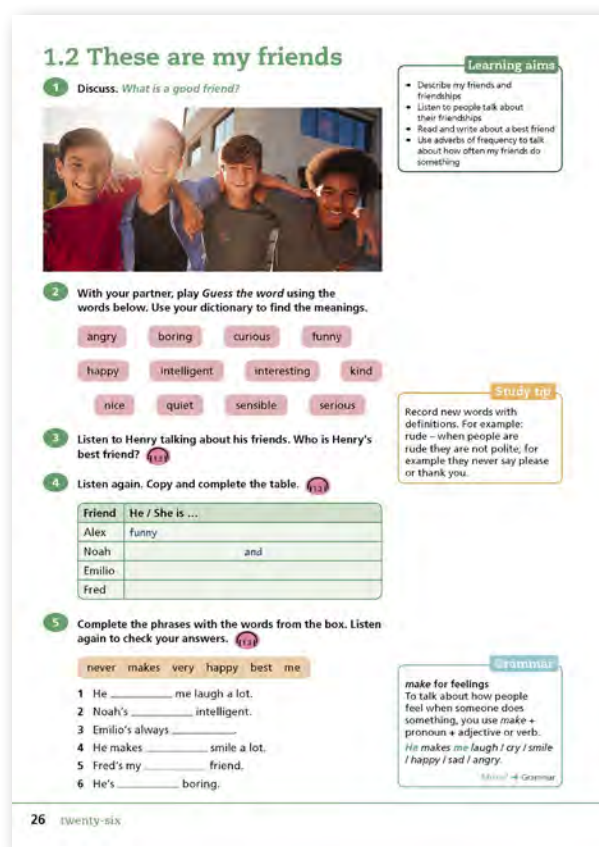 1.2 These are my friends
1 Discuss. What is a good friend?
Learning aims
• Describe my friends and
friendships
• Listen to people talk about
their friendships
• Read and write about a best friend
• Use adverbs of frequency to talk
about how often my friends do
something
2 With your partner, play Guess the word using the
words below. Use your dictionary to find the meanings.
angry boring curious funny
happy intelligent interesting kind
nice quiet sensible serious
Study tip
Record new words with
definitions. For example:
rude – when people are
rude they are not polite, for
example they never say please
or thank you.
3 Listen to Henry talking about his friends. Who is Henry's
best friend?
4 Listen again. Copy and complete the table.
Friend He / She is ...
Alex funny
Noah and
Emilio
Fred
5 Complete the phrases with the words from the box. Listen
again to check your answers.
never makes very happy best me
1 He ________ me laugh a lot.
2 Noah's ________ intelligent.
3 Emilio's always ________.
4 He makes ________ smile a lot.
5 Fred's my ________ friend.
6 He's ________ boring.
Grammar
make for feelings
To talk about how people
feel when someone does
something, you use make +
pronoun + adjective or verb.
He makes me laugh / cry / smile
/ happy / sad / angry.
➔ Grammar
26 twenty-six